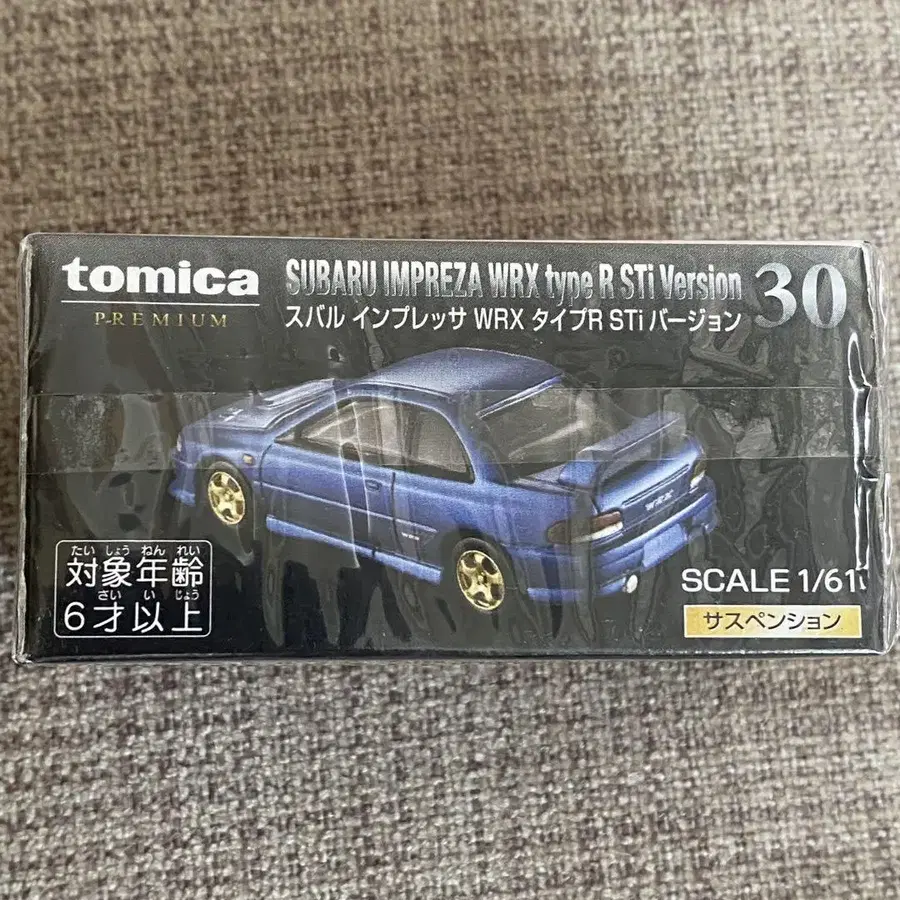 tomica
PREMIUM
SUBARU IMPREZA WRX type R STi Version
スバル インプレッサ WRX タイプR STi バージョン
30
WRX
たい しょう ねん れい
対象年齢
さい い じょう
6才以上
SCALE 1/61
サスペンション